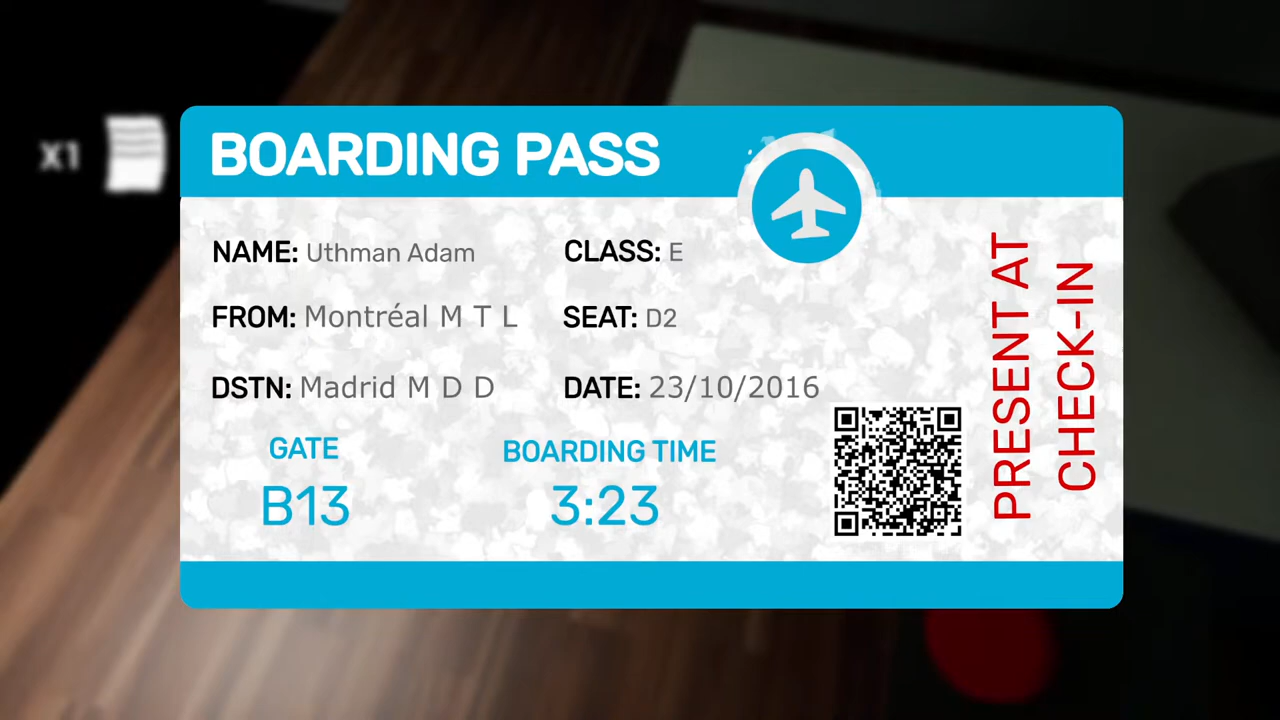 X1
BOARDING PASS
NAME: Uthman Adam
CLASS: E
FROM: Montréal M T L
SEAT: D2
DSTN: Madrid M D D
DATE: 23/10/2016
GATE
B13
BOARDING TIME
3:23
PRESENT AT
CHECK-IN